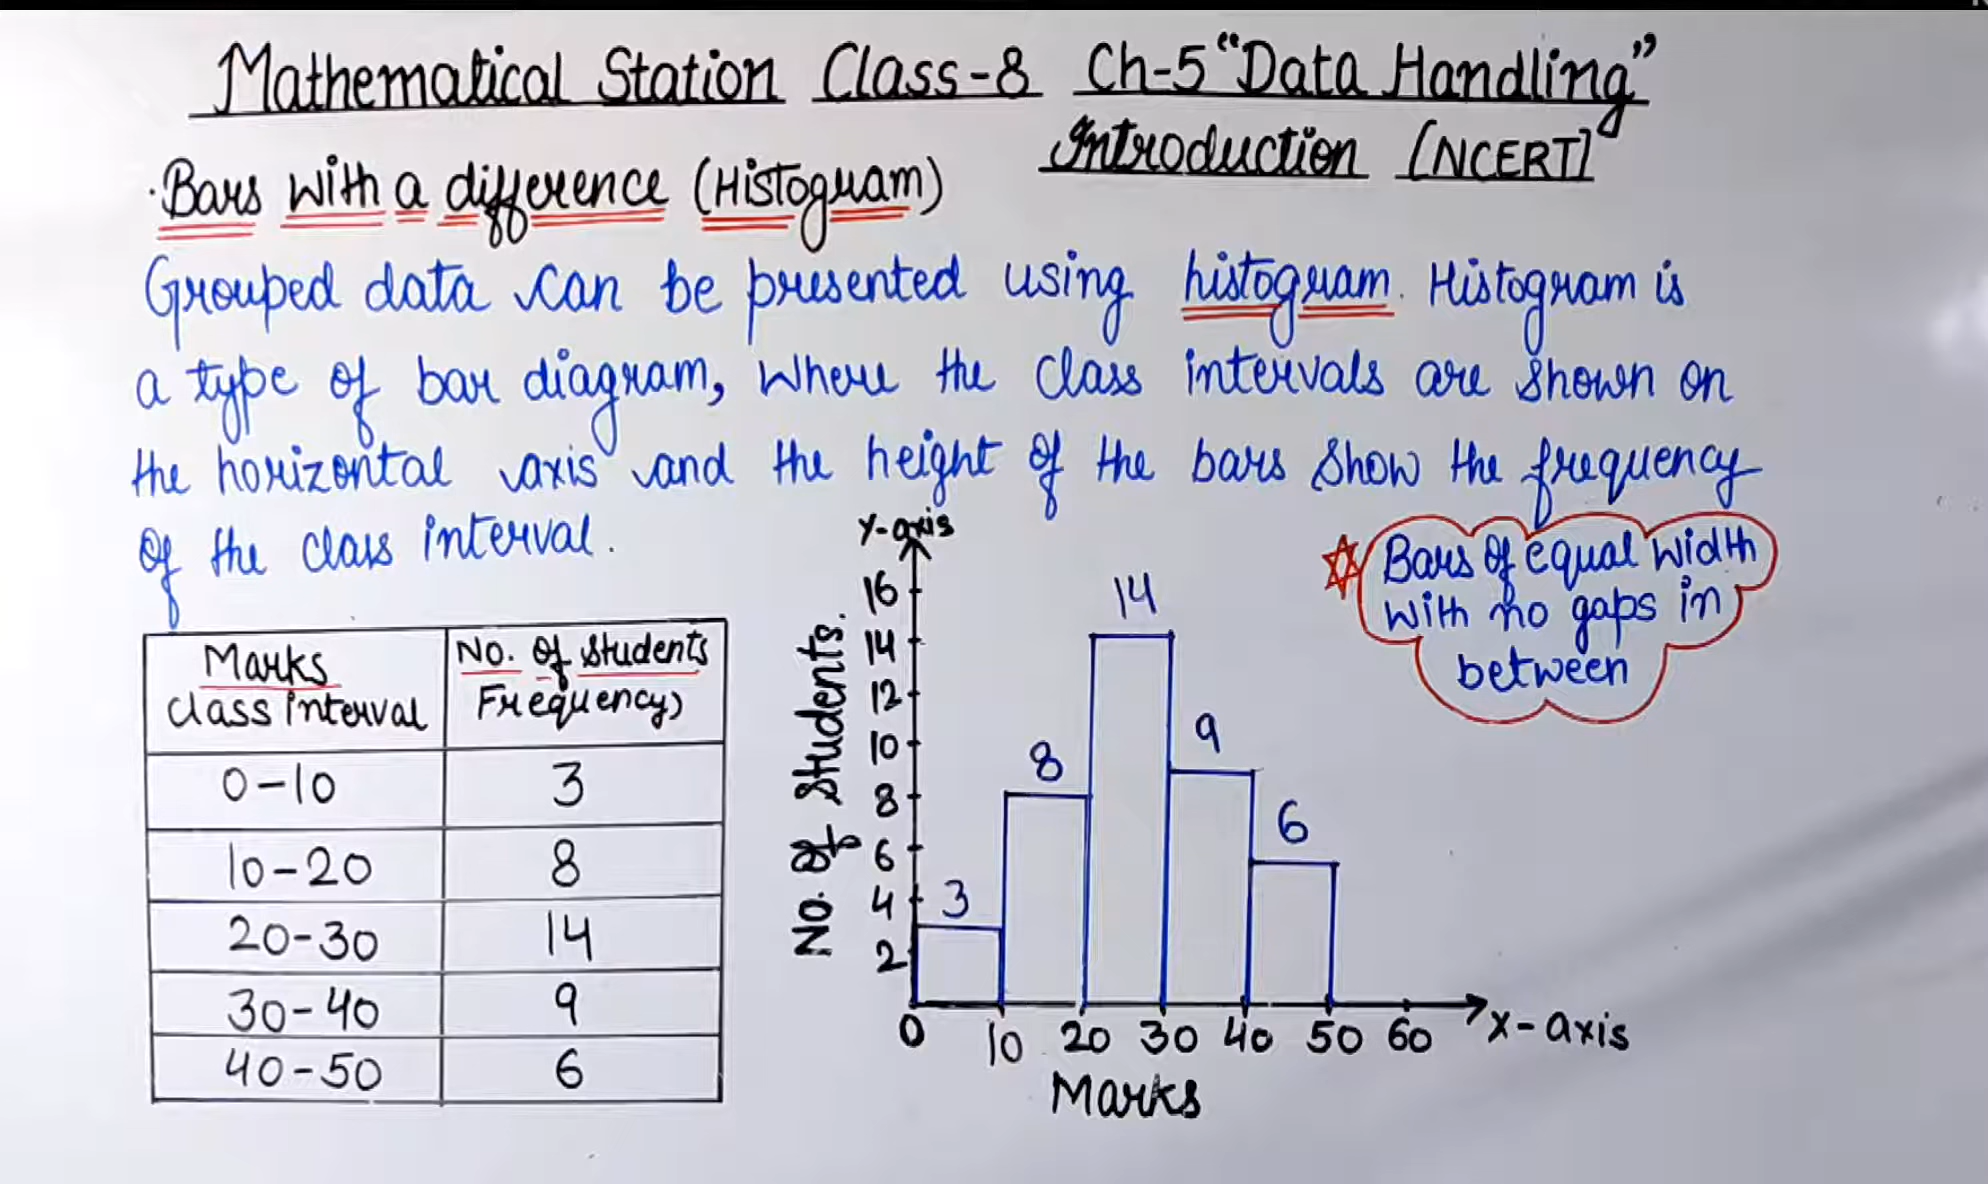 Mathematical Station Class-8 Ch-5 "Data Handling"
Introduction [NCERT]
·Bars with a difference (Histogram)
Grouped data can be presented using histogram. Histogram is
a type of bar diagram, where the class intervals are shown on
the horizontal axis and the height of the bars show the frequency
of the class interval.
Y-axis
Bars of equal width
with no gaps in
between
Marks
class interval
No. of students
Frequency)
0-10 3
10-20 8
20-30 14
30-40 9
40-50 6
No. of Students.
16
14
12
10
8
6
4
2
3
8
14
9
6
0 10 20 30 40 50 60 x-axis
Marks